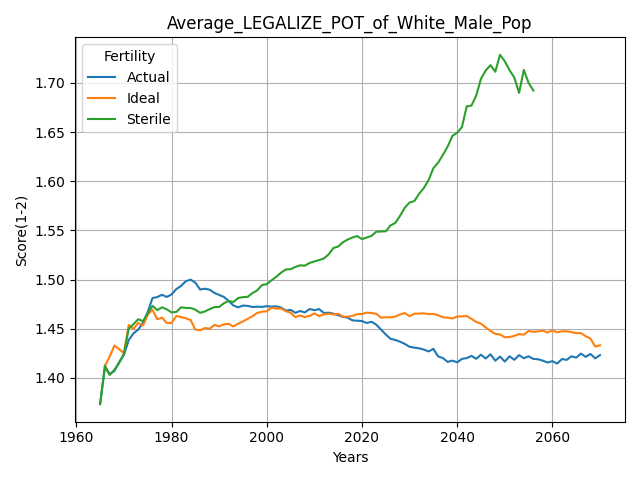 Average_LEGALIZE_POT_of_White_Male_Pop
Fertility
Actual
Ideal
Sterile
Score(1-2)
1.70
1.65
1.60
1.55
1.50
1.45
1.40
1960
1980
2000
2020
2040
2060
Years